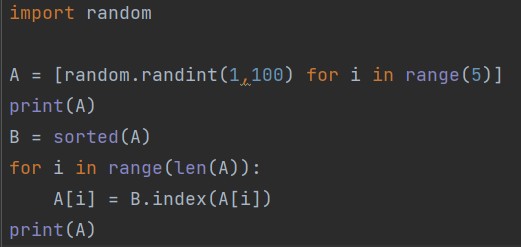 import random
A = [random.randint(1,100) for i in range(5)]
print(A)
B = sorted(A)
for i in range(len(A)):
    A[i] = B.index(A[i])
print(A)